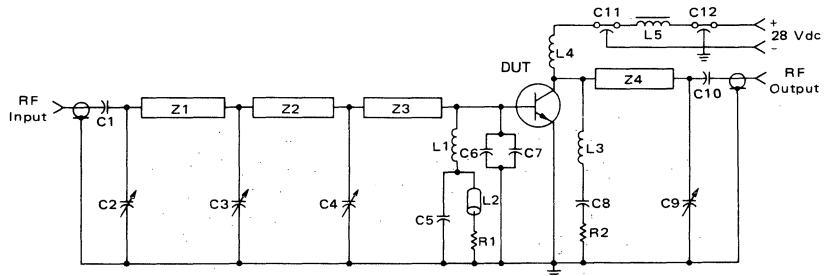 C11
C12
+
28 Vdc
−
L5
L4
DUT
RF
Input
C1
Z1
Z2
Z3
Z4
C10
RF
Output
L1
C6
C7
L3
C2
C3
C4
C5
L2
C8
C9
R1
R2